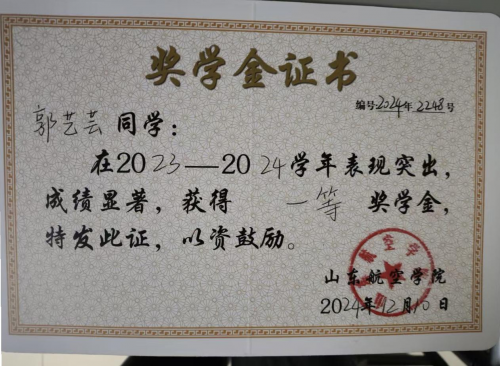 奖学金证书
编号:2024年2248号
郭艺芸 同学：
在2023—2024学年表现突出，
成绩显著，获得 一等 奖学金，
特发此证，以资鼓励。
山东航空学院
2024年12月10日